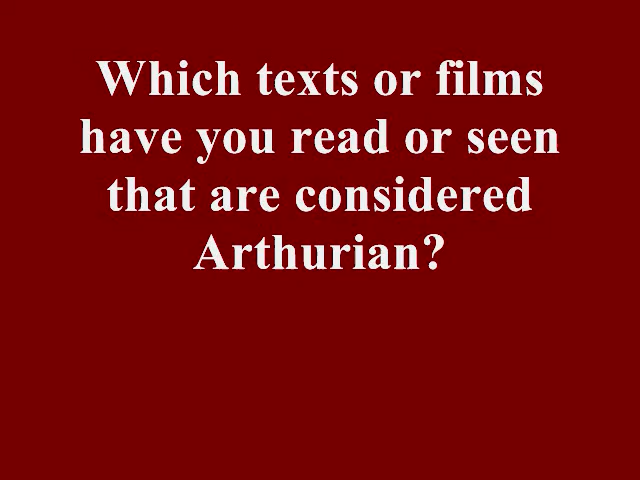 Which texts or films
have you read or seen
that are considered
Arthurian?